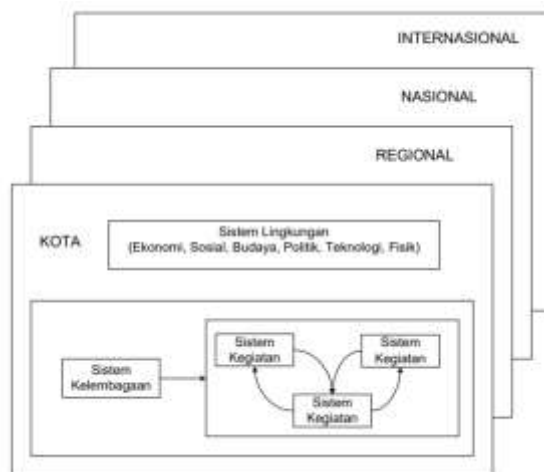 INTERNASIONAL
NASIONAL
REGIONAL
KOTA
Sistem Lingkungan
(Ekonomi, Sosial, Budaya, Politik, Teknologi, Fisik)
Sistem
Kegiatan
Sistem
Kegiatan
Sistem
Kelembagaan
Sistem
Kegiatan